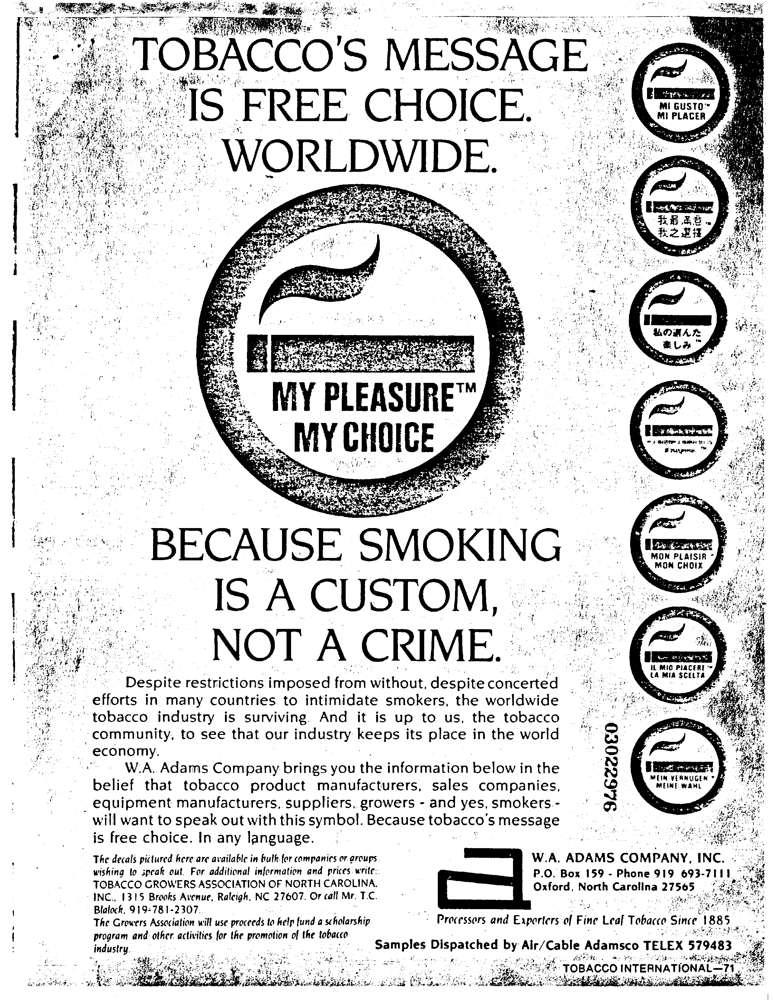 TOBACCO'S MESSAGE
IS FREE CHOICE.
WORLDWIDE.
MY PLEASURE™
MY CHOICE
BECAUSE SMOKING
IS A CUSTOM,
NOT A CRIME.
MI GUSTO™
MI PLACER
我之選擇
私の選んだ
楽しみ™
MON PLAISIR
MON CHOIX
IL MIO PIACERE™
LA MIA SCELTA
MEIN VERNUGEN
MEINE WAHL
Despite restrictions imposed from without, despite concerted
efforts in many countries to intimidate smokers, the worldwide
tobacco industry is surviving. And it is up to us, the tobacco
community, to see that our industry keeps its place in the world
economy.
W.A. Adams Company brings you the information below in the
belief that tobacco product manufacturers, sales companies,
equipment manufacturers, suppliers, growers - and yes, smokers -
will want to speak out with this symbol. Because tobacco's message
is free choice. In any language.
03022976
The decals pictured here are available in bulk for companies or groups
wishing to speak out. For additional information and prices write:
TOBACCO GROWERS ASSOCIATION OF NORTH CAROLINA,
INC., 1315 Brooks Avenue, Raleigh, NC 27607. Or call Mr. T.C.
Blalock, 919-781-2307.
The Growers Association will use proceeds to help fund a scholarship
program and other activities for the promotion of the tobacco
industry.
a
W.A. ADAMS COMPANY, INC.
P.O. Box 159 - Phone 919 693-7111
Oxford, North Carolina 27565
Processors and Exporters of Fine Leaf Tobacco Since 1885
Samples Dispatched by Air/Cable Adamsco TELEX 579483
TOBACCO INTERNATIONAL—71